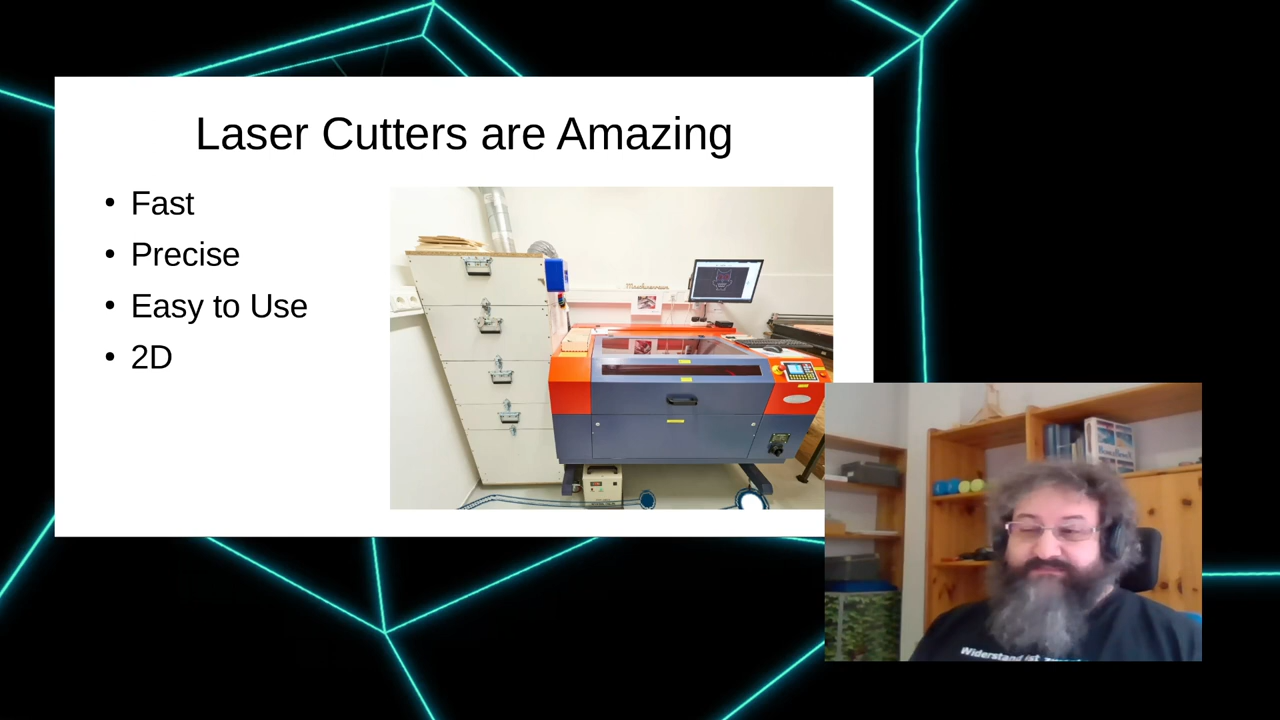 Laser Cutters are Amazing
• Fast
• Precise
• Easy to Use
• 2D
Widerstand ist